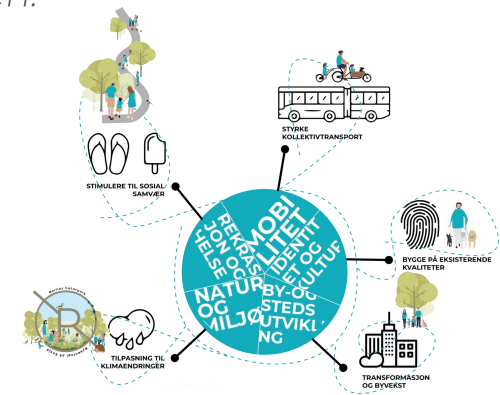 STYRKE
KOLLEKTIVTRANSPORT
STIMULERE TIL SOSIAL
SAMVÆR
MOBI
LITET
IDENTIT
ET OG
KULTUR
REKREAS
JON OG
HELSE
NATUR
OG
MILJØ
BY-OG
STEDS
UTVIKLI
NG
BYGGE PÅ EKSISTERENDE
KVALITETER
TILPASNING TIL
KLIMAENDRINGER
TRANSFORMASJON
OG BYVEKST